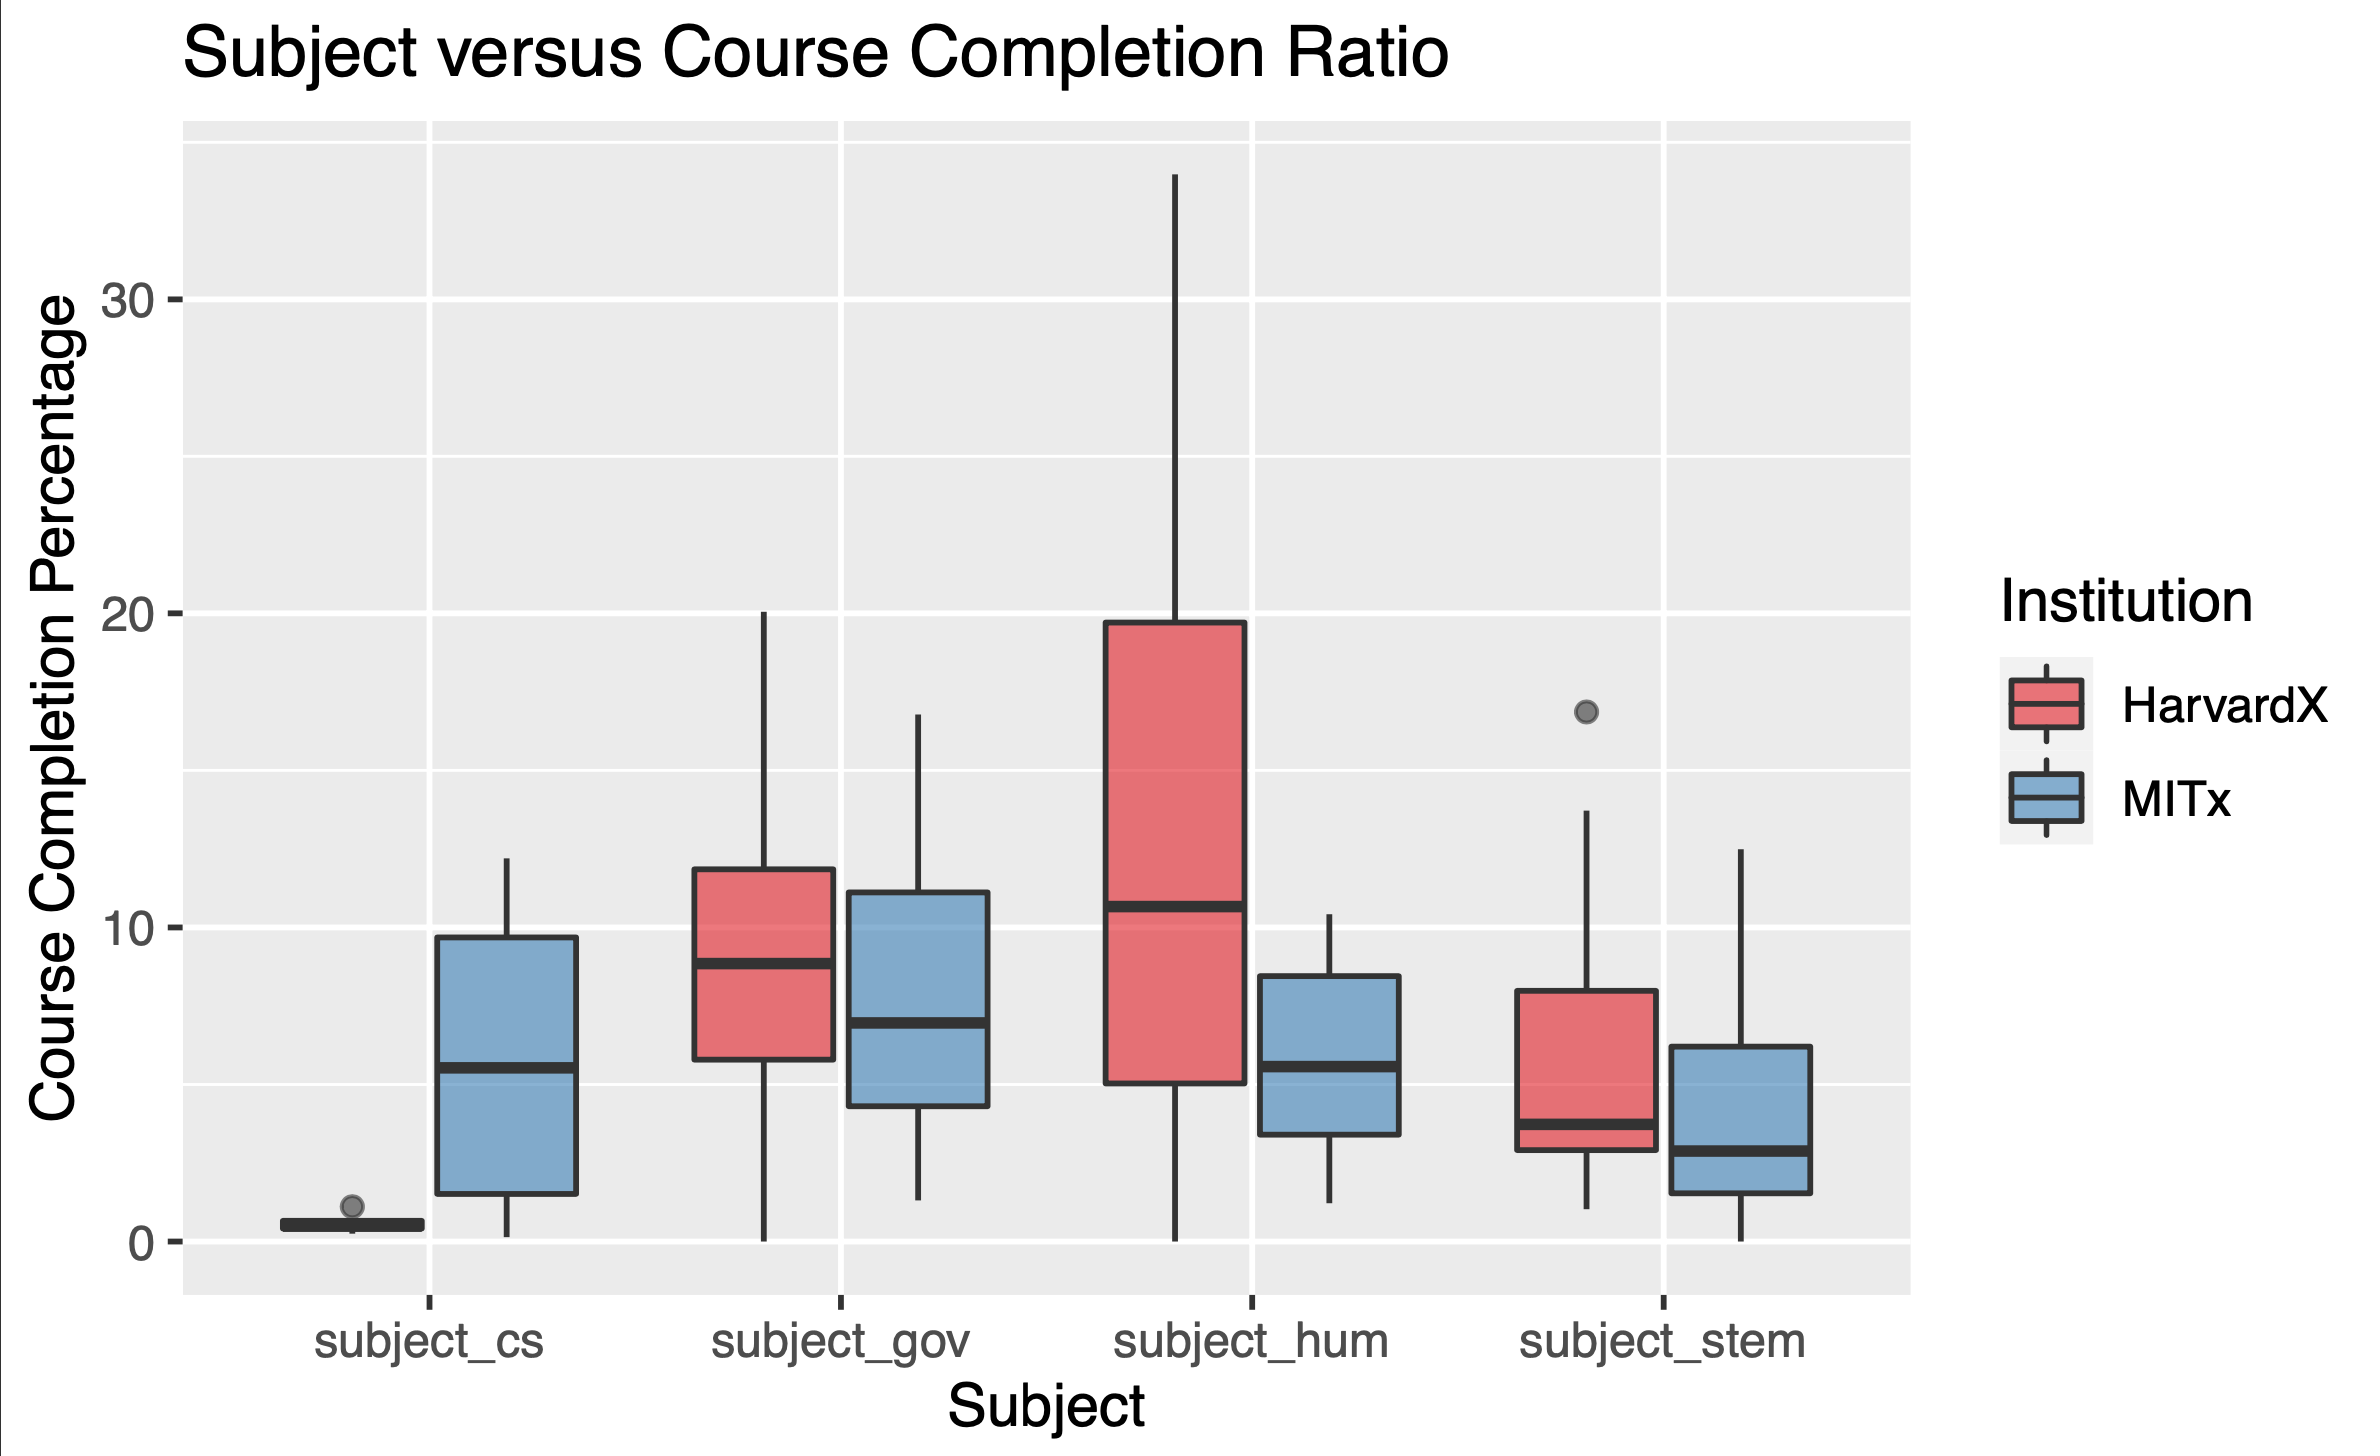 Subject versus Course Completion Ratio
Course Completion Percentage
30
20
10
0
subject_cs
subject_gov
subject_hum
subject_stem
Subject
Institution
HarvardX
MITx